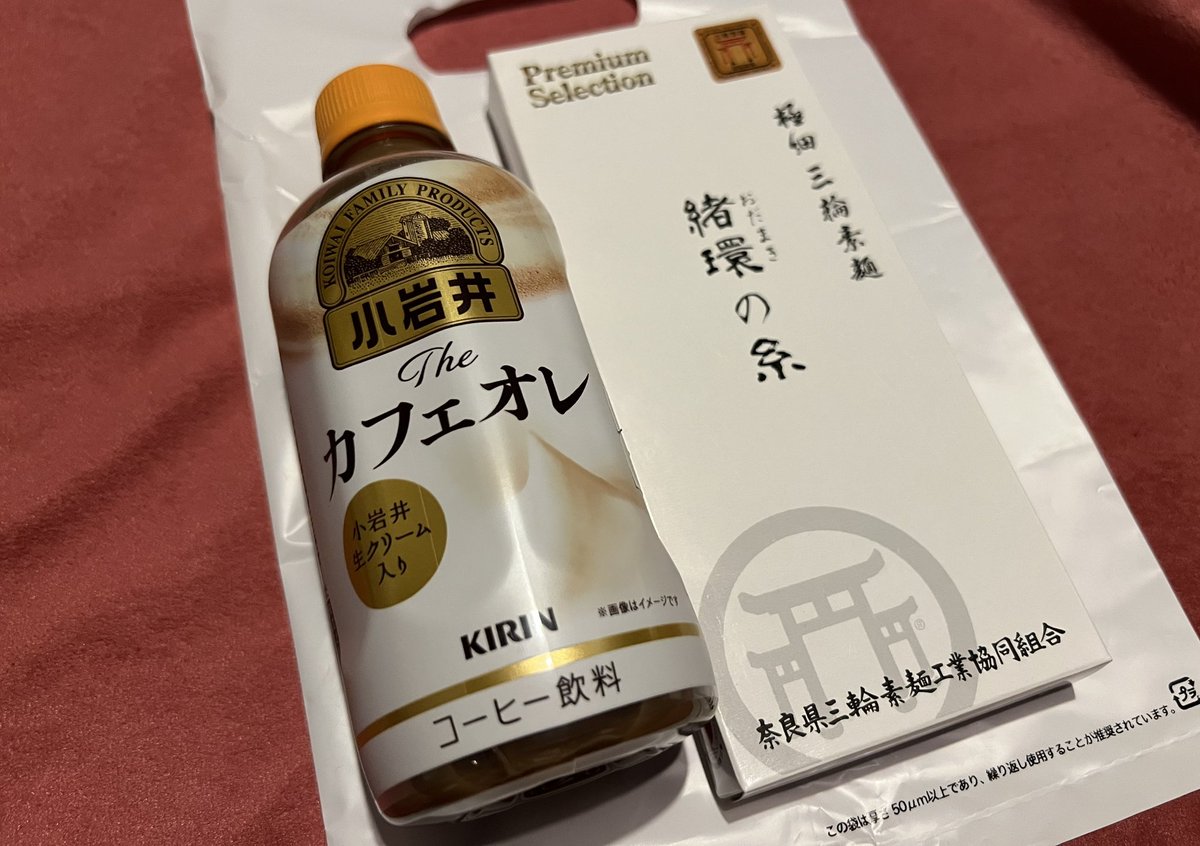 KOIWAI FAMILY PRODUCTS
小岩井
The
カフェオレ
小岩井
生クリーム
入り
※画像はイメージです
KIRIN
コーヒー飲料
Premium
Selection
極細 三輪素麺
緒環の糸
おだまき
奈良県三輪素麺工業協同組合
®
この袋は厚さ50μm以上であり、繰り返し使用することが推奨されています。
プラ